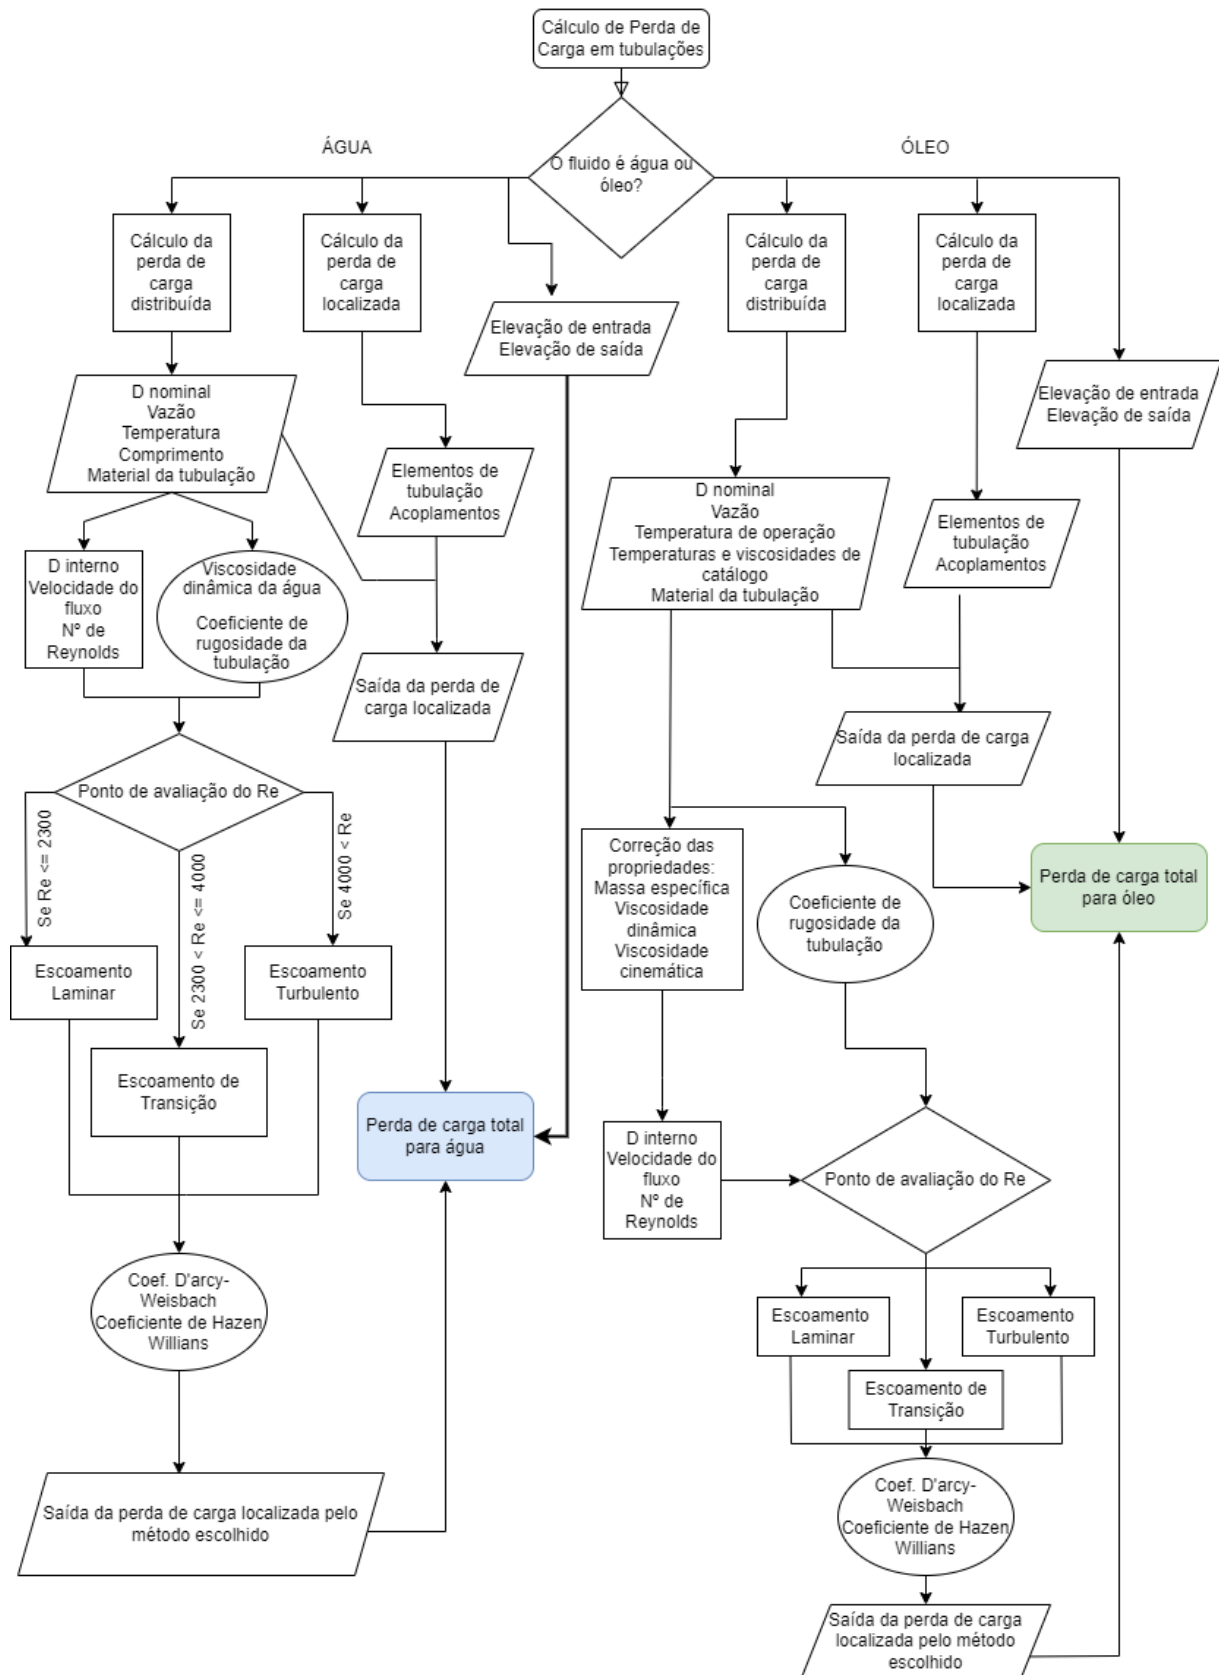 Cálculo de Perda de
Carga em tubulações
O fluido é água ou
óleo?
ÁGUA
ÓLEO
Cálculo da
perda de
carga
distribuída
Cálculo da
perda de
carga
localizada
Elevação de entrada
Elevação de saída
D nominal
Vazão
Temperatura
Comprimento
Material da tubulação
Elementos de
tubulação
Acoplamentos
D interno
Velocidade do
fluxo
Nº de
Reynolds
Viscosidade
dinâmica da água
Coeficiente de
rugosidade da
tubulação
Saída da perda de
carga localizada
Ponto de avaliação do Re
Se Re <= 2300
Se 2300 < Re <= 4000
Se 4000 < Re
Escoamento
Laminar
Escoamento
Turbulento
Escoamento de
Transição
Perda de carga total
para água
Coef. D'arcy-
Weisbach
Coeficiente de Hazen
Willians
Saída da perda de carga localizada pelo
método escolhido
Cálculo da
perda de
carga
distribuída
Cálculo da
perda de
carga
localizada
Elevação de entrada
Elevação de saída
D nominal
Vazão
Temperatura de operação
Temperaturas e viscosidades de
catálogo
Material da tubulação
Elementos de
tubulação
Acoplamentos
Saída da perda de carga
localizada
Correção das
propriedades:
Massa específica
Viscosidade
dinâmica
Viscosidade
cinemática
Coeficiente de
rugosidade da
tubulação
Perda de carga total
para óleo
D interno
Velocidade do
fluxo
Nº de
Reynolds
Ponto de avaliação do Re
Escoamento
Laminar
Escoamento
Turbulento
Escoamento de
Transição
Coef. D'arcy-
Weisbach
Coeficiente de Hazen
Willians
Saída da perda de carga
localizada pelo método
escolhido